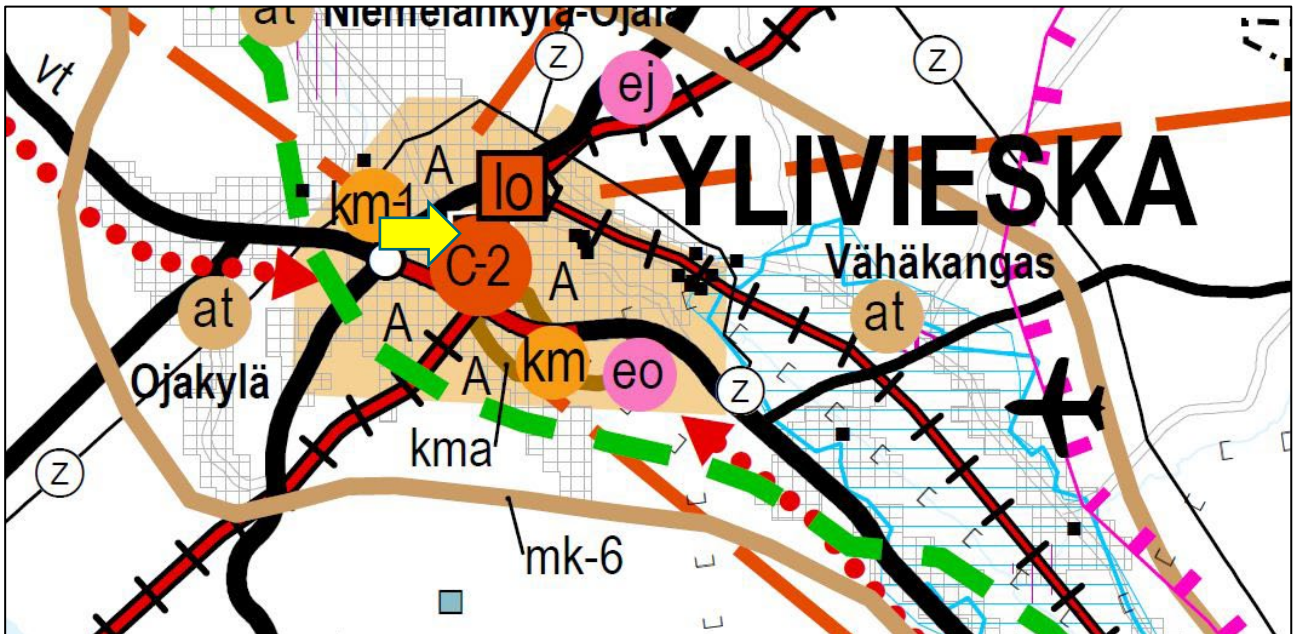 at Niemelänkylä-Ojala
vt
Z
Z
ej
A
lo
YLIVIESKA
km-1
C-2
A
Vähäkangas
at
at
A
Ojakylä
A
km
eo
Z
Z
kma
mk-6